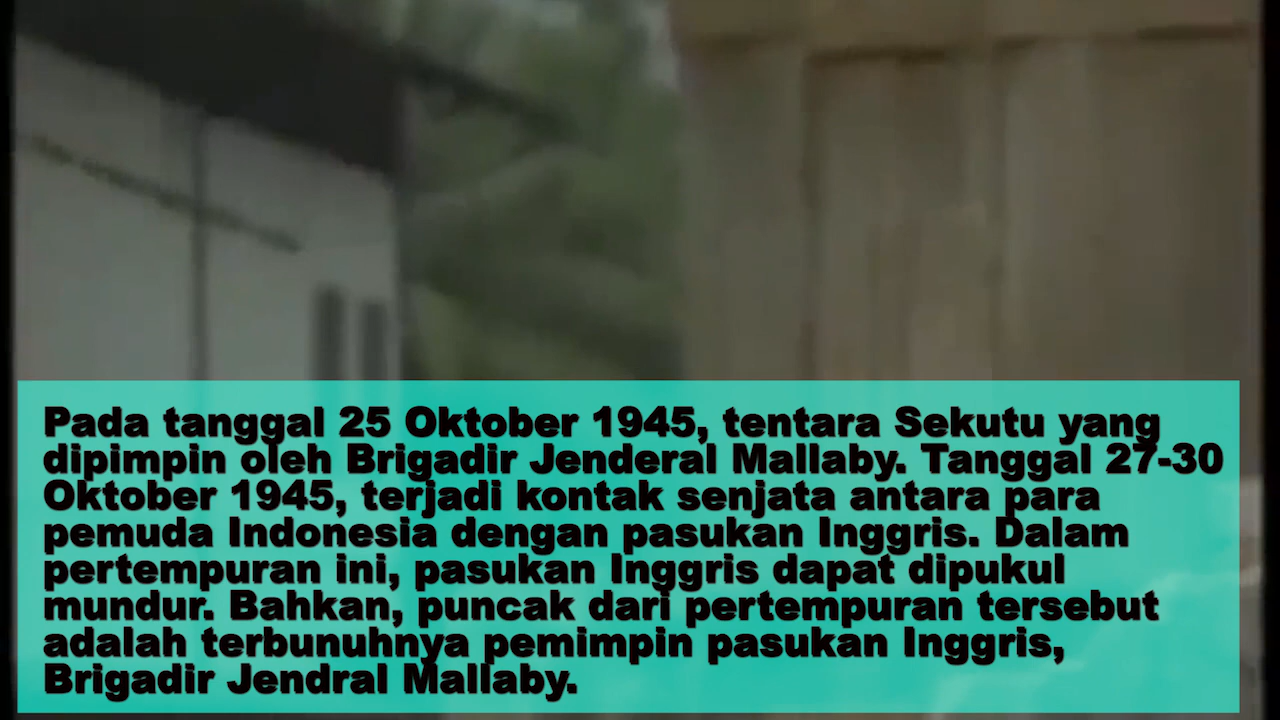 Pada tanggal 25 Oktober 1945, tentara Sekutu yang
dipimpin oleh Brigadir Jenderal Mallaby. Tanggal 27-30
Oktober 1945, terjadi kontak senjata antara para
pemuda Indonesia dengan pasukan Inggris. Dalam
pertempuran ini, pasukan Inggris dapat dipukul
mundur. Bahkan, puncak dari pertempuran tersebut
adalah terbunuhnya pemimpin pasukan Inggris,
Brigadir Jendral Mallaby.